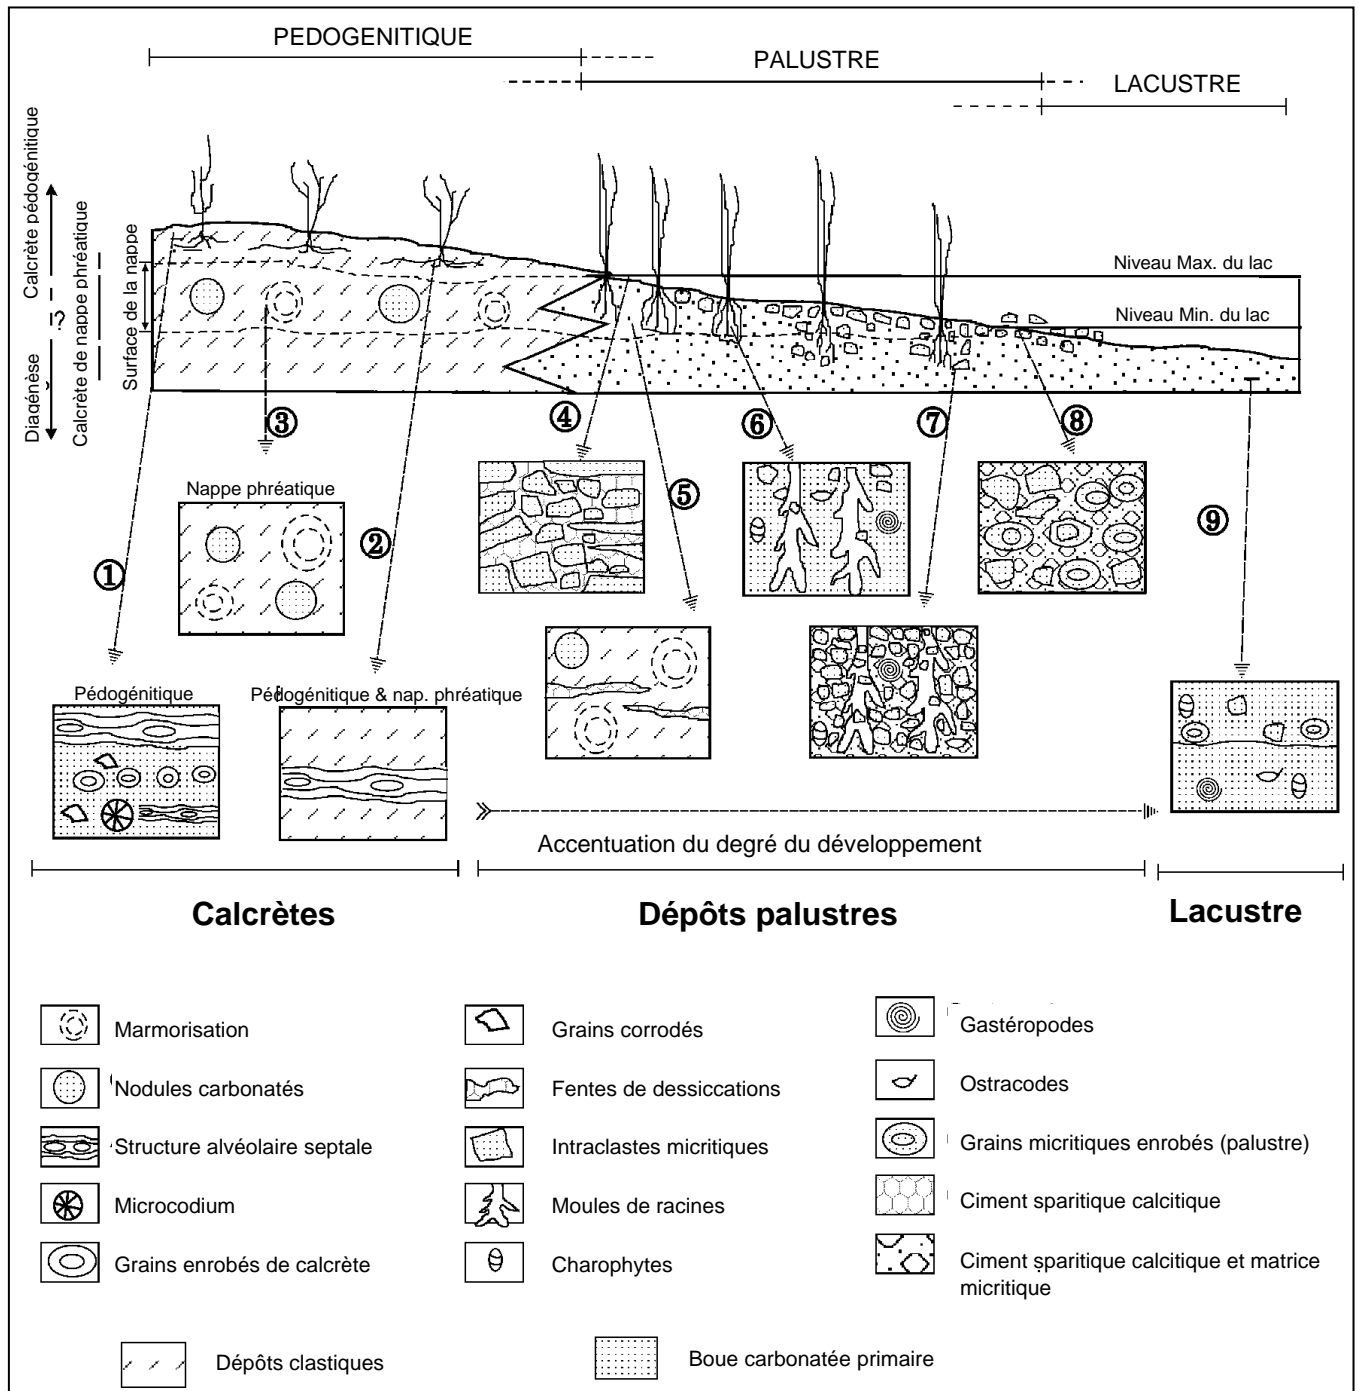 PEDOGENITIQUE
PALUSTRE
LACUSTRE
Calcrète pédogénitique
?
Diagénèse
Calcrète de nappe phréatique
Surface de la nappe
Niveau Max. du lac
Niveau Min. du lac
③
④
⑥
⑦
⑧
Nappe phréatique
⑤
②
⑨
①
Pédogénitique
Pédogénitique & nap. phréatique
Accentuation du degré du développement
Calcrètes
Dépôts palustres
Lacustre
Marmorisation
Grains corrodés
Gastéropodes
Nodules carbonatés
Fentes de dessiccations
Ostracodes
Structure alvéolaire septale
Intraclastes micritiques
Grains micritiques enrobés (palustre)
Microcodium
Moules de racines
Ciment sparitique calcitique
Grains enrobés de calcrète
Charophytes
Ciment sparitique calcitique et matrice
micritique
Dépôts clastiques
Boue carbonatée primaire